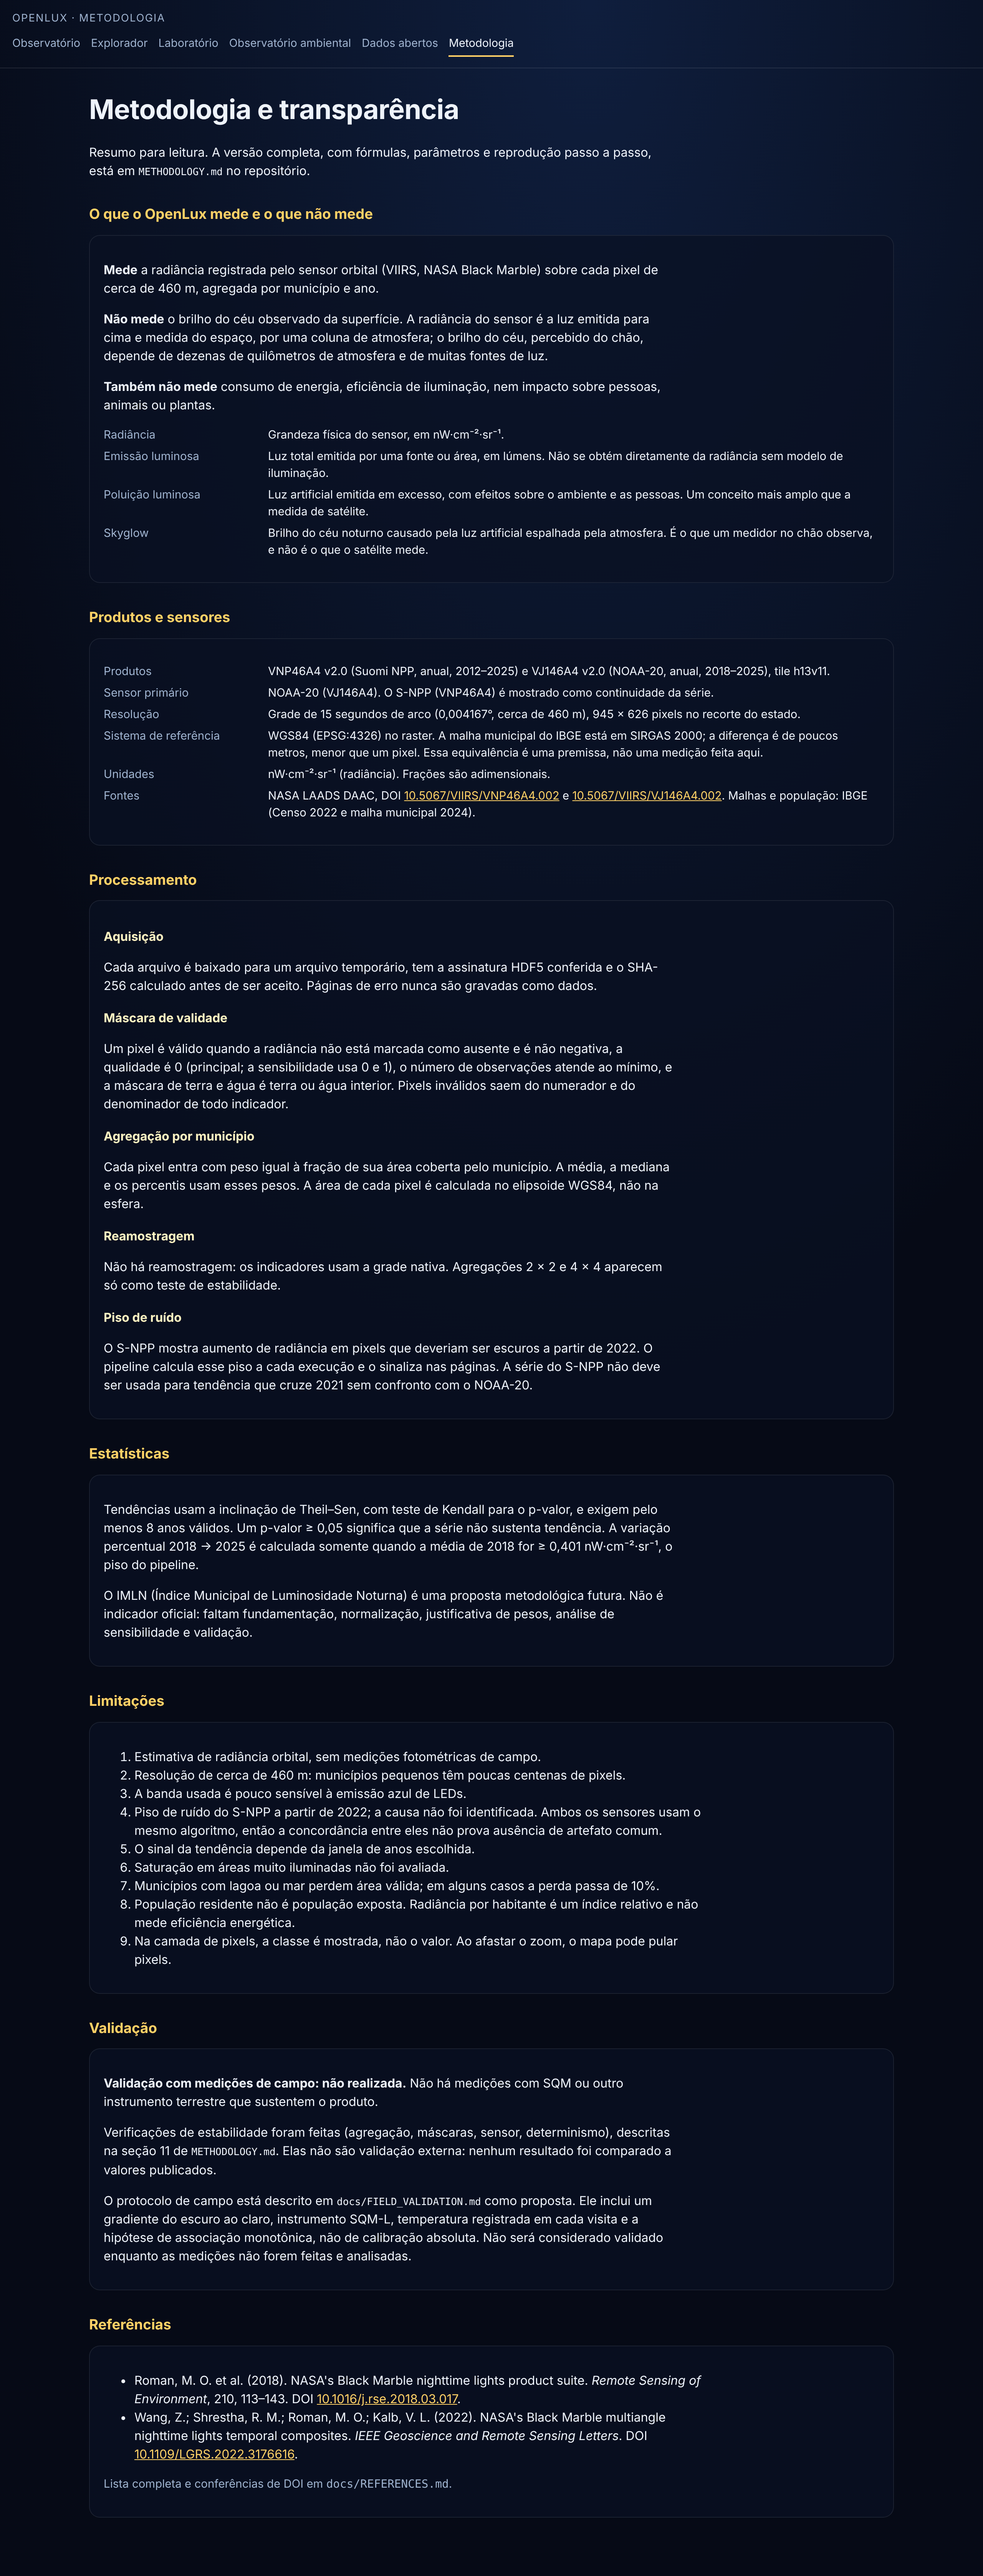 OPENLUX · METODOLOGIA
Observatório Explorador Laboratório Observatório ambiental Dados abertos Metodologia
Metodologia e transparência
Resumo para leitura. A versão completa, com fórmulas, parâmetros e reprodução passo a passo,
está em METHODOLOGY.md no repositório.
O que o OpenLux mede e o que não mede
Mede a radiância registrada pelo sensor orbital (VIIRS, NASA Black Marble) sobre cada pixel de
cerca de 460 m, agregada por município e ano.
Não mede o brilho do céu observado da superfície. A radiância do sensor é a luz emitida para
cima e medida do espaço, por uma coluna de atmosfera; o brilho do céu, percebido do chão,
depende de dezenas de quilômetros de atmosfera e de muitas fontes de luz.
Também não mede consumo de energia, eficiência de iluminação, nem impacto sobre pessoas,
animais ou plantas.
Radiância Grandeza física do sensor, em nW·cm⁻²·sr⁻¹.
Emissão luminosa Luz total emitida por uma fonte ou área, em lúmens. Não se obtém diretamente da radiância sem modelo de
iluminação.
Poluição luminosa Luz artificial emitida em excesso, com efeitos sobre o ambiente e as pessoas. Um conceito mais amplo que a
medida de satélite.
Skyglow Brilho do céu noturno causado pela luz artificial espalhada pela atmosfera. É o que um medidor no chão observa,
e não é o que o satélite mede.
Produtos e sensores
Produtos VNP46A4 v2.0 (Suomi NPP, anual, 2012–2025) e VJ146A4 v2.0 (NOAA-20, anual, 2018–2025), tile h13v11.
Sensor primário NOAA-20 (VJ146A4). O S-NPP (VNP46A4) é mostrado como continuidade da série.
Resolução Grade de 15 segundos de arco (0,004167°, cerca de 460 m), 945 × 626 pixels no recorte do estado.
Sistema de referência WGS84 (EPSG:4326) no raster. A malha municipal do IBGE está em SIRGAS 2000; a diferença é de poucos
metros, menor que um pixel. Essa equivalência é uma premissa, não uma medição feita aqui.
Unidades nW·cm⁻²·sr⁻¹ (radiância). Frações são adimensionais.
Fontes NASA LAADS DAAC, DOI 10.5067/VIIRS/VNP46A4.002 e 10.5067/VIIRS/VJ146A4.002. Malhas e população: IBGE
(Censo 2022 e malha municipal 2024).
Processamento
Aquisição
Cada arquivo é baixado para um arquivo temporário, tem a assinatura HDF5 conferida e o SHA-
256 calculado antes de ser aceito. Páginas de erro nunca são gravadas como dados.
Máscara de validade
Um pixel é válido quando a radiância não está marcada como ausente e é não negativa, a
qualidade é 0 (principal; a sensibilidade usa 0 e 1), o número de observações atende ao mínimo, e
a máscara de terra e água é terra ou água interior. Pixels inválidos saem do numerador e do
denominador de todo indicador.
Agregação por município
Cada pixel entra com peso igual à fração de sua área coberta pelo município. A média, a mediana
e os percentis usam esses pesos. A área de cada pixel é calculada no elipsoide WGS84, não na
esfera.
Reamostragem
Não há reamostragem: os indicadores usam a grade nativa. Agregações 2 × 2 e 4 × 4 aparecem
só como teste de estabilidade.
Piso de ruído
O S-NPP mostra aumento de radiância em pixels que deveriam ser escuros a partir de 2022. O
pipeline calcula esse piso a cada execução e o sinaliza nas páginas. A série do S-NPP não deve
ser usada para tendência que cruze 2021 sem confronto com o NOAA-20.
Estatísticas
Tendências usam a inclinação de Theil–Sen, com teste de Kendall para o p-valor, e exigem pelo
menos 8 anos válidos. Um p-valor ≥ 0,05 significa que a série não sustenta tendência. A variação
percentual 2018 → 2025 é calculada somente quando a média de 2018 for ≥ 0,401 nW·cm⁻²·sr⁻¹, o
piso do pipeline.
O IMLN (Índice Municipal de Luminosidade Noturna) é uma proposta metodológica futura. Não é
indicador oficial: faltam fundamentação, normalização, justificativa de pesos, análise de
sensibilidade e validação.
Limitações
1. Estimativa de radiância orbital, sem medições fotométricas de campo.
2. Resolução de cerca de 460 m: municípios pequenos têm poucas centenas de pixels.
3. A banda usada é pouco sensível à emissão azul de LEDs.
4. Piso de ruído do S-NPP a partir de 2022; a causa não foi identificada. Ambos os sensores usam o
mesmo algoritmo, então a concordância entre eles não prova ausência de artefato comum.
5. O sinal da tendência depende da janela de anos escolhida.
6. Saturação em áreas muito iluminadas não foi avaliada.
7. Municípios com lagoa ou mar perdem área válida; em alguns casos a perda passa de 10%.
8. População residente não é população exposta. Radiância por habitante é um índice relativo e não
mede eficiência energética.
9. Na camada de pixels, a classe é mostrada, não o valor. Ao afastar o zoom, o mapa pode pular
pixels.
Validação
Validação com medições de campo: não realizada. Não há medições com SQM ou outro
instrumento terrestre que sustentem o produto.
Verificações de estabilidade foram feitas (agregação, máscaras, sensor, determinismo), descritas
na seção 11 de METHODOLOGY.md. Elas não são validação externa: nenhum resultado foi comparado a
valores publicados.
O protocolo de campo está descrito em docs/FIELD_VALIDATION.md como proposta. Ele inclui um
gradiente do escuro ao claro, instrumento SQM-L, temperatura registrada em cada visita e a
hipótese de associação monotônica, não de calibração absoluta. Não será considerado validado
enquanto as medições não forem feitas e analisadas.
Referências
• Roman, M. O. et al. (2018). NASA's Black Marble nighttime lights product suite. Remote Sensing of
Environment, 210, 113–143. DOI 10.1016/j.rse.2018.03.017.
• Wang, Z.; Shrestha, R. M.; Roman, M. O.; Kalb, V. L. (2022). NASA's Black Marble multiangle
nighttime lights temporal composites. IEEE Geoscience and Remote Sensing Letters. DOI
10.1109/LGRS.2022.3176616.
Lista completa e conferências de DOI em docs/REFERENCES.md.